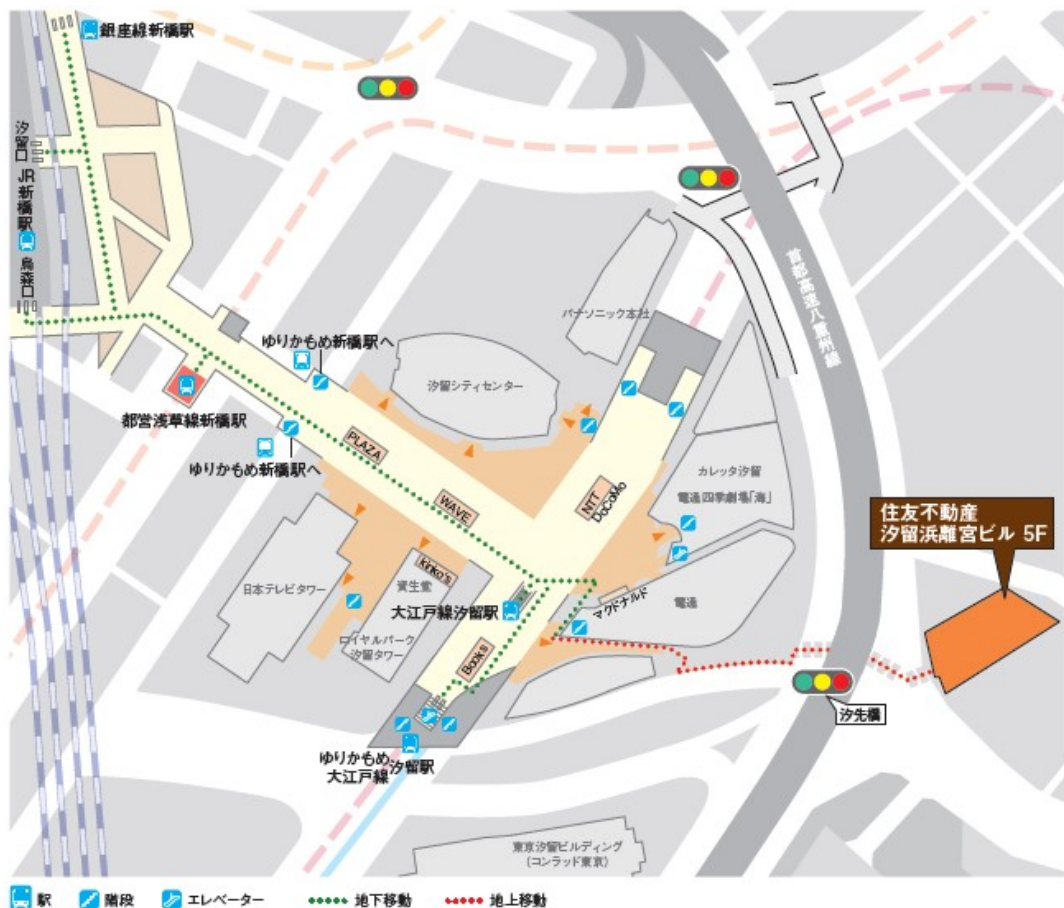 銀座線新橋駅
汐留口
JR新橋駅
烏森口
首都高速八重州線
パナソニック本社
ゆりかもめ新橋駅へ
汐留シティセンター
都営浅草線新橋駅
ゆりかもめ新橋駅へ
PLAZA
WAVE
NTT
DoCoMo
カレッタ汐留
電通四季劇場「海」
住友不動産
汐留浜離宮ビル 5F
kinko's
資生堂
日本テレビタワー
大江戸線汐留駅
マクドナルド
電通
ロイヤルパーク
汐留タワー
Books
汐先橋
ゆりかもめ
大江戸線
汐留駅
東京汐留ビルディング
(コンラッド東京)
駅 階段 エレベーター 地下移動 地上移動